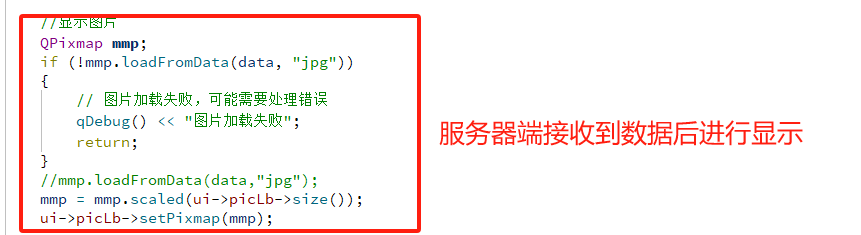 //显示图片
QPixmap mmp;
if (!mmp.loadFromData(data, "jpg"))
{
    // 图片加载失败，可能需要处理错误
    qDebug() << "图片加载失败";
    return;
}
//mmp.loadFromData(data,"jpg");
mmp = mmp.scaled(ui->picLb->size());
ui->picLb->setPixmap(mmp);
服务器端接收到数据后进行显示